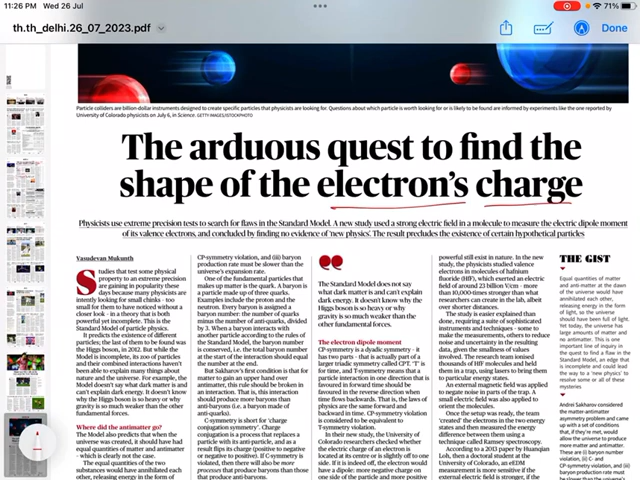 11:26 PM Wed 26 Jul
71%
th.th_delhi.26_07_2023.pdf
Done
Particle colliders are billion-dollar instruments designed to create specific particles that physicists are looking for. Questions about which particle is worth looking for or is likely to be found are informed by experiments like the one reported by
University of Colorado physicists on July 6, in Science. GETTY IMAGES/ISTOCKPHOTO
The arduous quest to find the
shape of the electron's charge
Physicists use extreme precision tests to search for flaws in the Standard Model. A new study used a strong electric field in a molecule to measure the electric dipole moment
of its valence electrons, and concluded by finding no evidence of 'new physics'. The result precludes the existence of certain hypothetical particles
Vasudevan Mukunth
Studies that test some physical
property to an extreme precision
are gaining in popularity these
days because many physicists are
intently looking for small chinks - too
small for them to have noticed without a
closer look - in a theory that is both
powerful yet incomplete. This is the
Standard Model of particle physics.
It predicts the existence of different
particles; the last of them to be found was
the Higgs boson, in 2012. But while the
Model is incomplete, its zoo of particles
and their combined interactions haven't
been able to explain many things about
nature and the universe. For example, the
Model doesn't say what dark matter is and
can't explain dark energy. It doesn't know
why the Higgs boson is so heavy or why
gravity is so much weaker than the other
fundamental forces.
Where did the antimatter go?
The Model also predicts that when the
universe was created, it should have had
equal quantities of matter and antimatter
- which is clearly not the case.
The equal quantities of the two
substances would have annihilated each
other, releasing energy in the form of
CP-symmetry violation, and (iii) baryon
production rate must be slower than the
universe's expansion rate.
One of the fundamental particles that
makes up matter is the quark. A baryon is
a particle made up of three quarks.
Examples include the proton and the
neutron. Every baryon is assigned a
baryon number: the number of quarks
minus the number of anti-quarks, divided
by 3. When a baryon interacts with
another particle according to the rules of
the Standard Model, the baryon number
is conserved, i.e. the total baryon number
at the start of the interaction should equal
the number at the end.
But Sakharov's first condition is that for
matter to gain an upper hand over
antimatter, this rule should be broken in
an interaction. That is, this interaction
should produce more baryons than
anti-baryons (i.e. a baryon made of
anti-quarks).
C-symmetry is short for 'charge
conjugation symmetry'. Charge
conjugation is a process that replaces a
particle with its anti-particle, and as a
result flips its charge (positive to negative
or negative to positive). If C-symmetry is
violated, then there will also be more
processes that produce baryons than those
that produce anti-baryons.
The Standard Model does not say
what dark matter is and can't explain
dark energy. It doesn't know why the
Higgs boson is so heavy or why
gravity is so much weaker than the
other fundamental forces.
The electron dipole moment
CP-symmetry is a dyadic symmetry - it
has two parts - that is actually part of a
larger triadic symmetry called CPT. 'T' is
for time, and T-symmetry means that a
particle interaction in one direction that is
favoured in forward time should be
favoured in the reverse direction when
time flows backwards. That is, the laws of
physics are the same forward and
backward in time. CP-symmetry violation
is considered to be equivalent to
T-symmetry violation.
In their new study, the University of
Colorado researchers checked whether
the electric charge of an electron is
located at its centre or is slightly off to one
side. If it is indeed off, the electron would
have a dipole: more negative charge on
one side of the particle and more positive
powerful still exist in nature. In the new
study, the physicists studied valence
electrons in molecules of hafnium
fluoride (HfF), which exerted an electric
field of around 23 billion V/cm - more
than 10,000-times stronger than what
researchers can create in the lab, albeit
over shorter distances.
The study is easier explained than
done, requiring a suite of sophisticated
instruments and techniques - some to
make the measurements, others to reduce
noise and uncertainty in the resulting
data, given the smallness of values
involved. The research team ionised
thousands of HfF molecules and held
them in a trap, using lasers to bring them
to particular energy states.
An external magnetic field was applied
to negate noise in parts of the trap. A
small electric field was also applied to
orient the molecules.
Once the setup was ready, the team
'created' the electrons in the two energy
states and then measured the energy
difference between them using a
technique called Ramsey spectroscopy.
According to a 2013 paper by Huanqian
Loh, then a doctoral student at the
University of Colorado, an eEDM
measurement is more sensitive if the
THE GIST
Equal quantities of matter
and anti-matter at the dawn
of the universe would have
annihilated each other,
releasing energy in the form
of light, so the universe
should have been full of light.
Yet today, the universe has
large amounts of matter and
no antimatter. This is one
important line of inquiry in
the quest to find a flaw in the
Standard Model, an edge that
is incomplete and could lead
the way to a 'new physics' to
resolve some or all of these
mysteries
Andrei Sakharov considered
the matter-antimatter
asymmetry problem and came
up with a set of conditions
that, if they're met, would
allow the universe to produce
more matter and antimatter.
These are (i) baryon number
violation, (ii) C- and
CP-symmetry violation, and
(iii) baryon production rate
must be slower than the